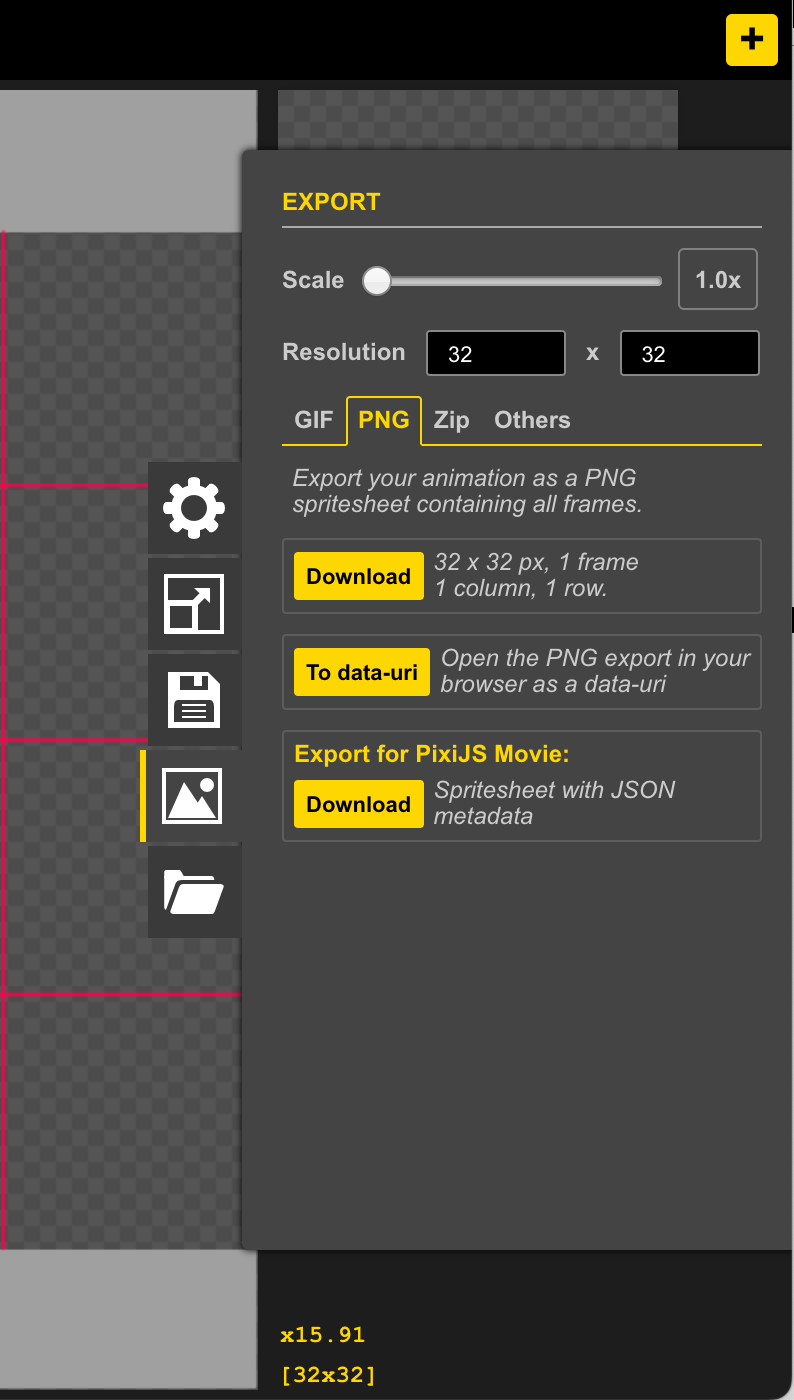 EXPORT
Scale 1.0x
Resolution 32 x 32
GIF PNG Zip Others
Export your animation as a PNG
spritesheet containing all frames.
Download 32 x 32 px, 1 frame
1 column, 1 row.
To data-uri Open the PNG export in your
browser as a data-uri
Export for PixiJS Movie:
Download Spritesheet with JSON
metadata
x15.91
[32x32]